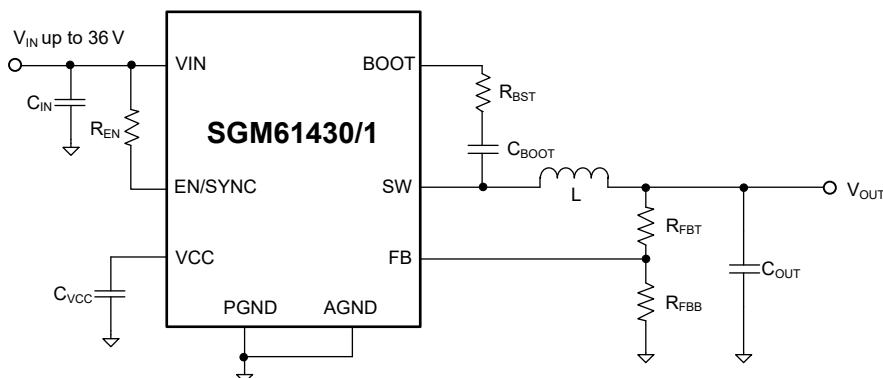 V_IN up to 36 V
VIN
BOOT
C_IN
R_EN
R_BST
SGM61430/1
C_BOOT
EN/SYNC
SW
L
V_OUT
R_FBT
VCC
FB
C_VCC
C_OUT
R_FBB
PGND
AGND